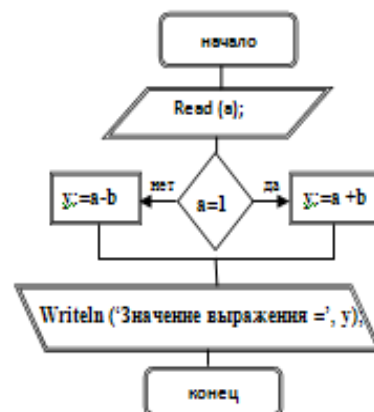 начало
Read (a);
нет
да
y:=a-b
a=1
y:=a +b
Writeln (‘Значение выражения =’, y);
конец